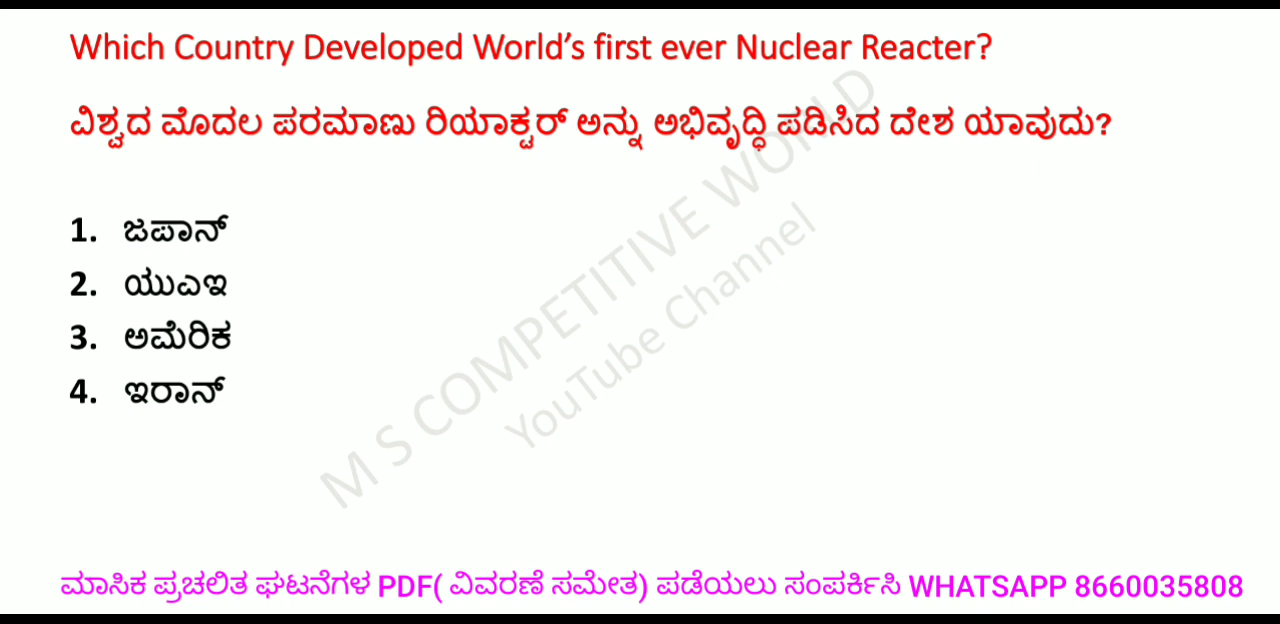 Which Country Developed World’s first ever Nuclear Reacter?
ವಿಶ್ವದ ಮೊದಲ ಪರಮಾಣು ರಿಯಾಕ್ಟರ್ ಅನ್ನು ಅಭಿವೃದ್ಧಿ ಪಡಿಸಿದ ದೇಶ ಯಾವುದು?
1. ಜಪಾನ್
2. ಯುಎಇ
3. ಅಮೆರಿಕ
4. ಇರಾನ್
M S COMPETITIVE WORLD
YouTube Channel
ಮಾಸಿಕ ಪ್ರಚಲಿತ ಘಟನೆಗಳ PDF( ವಿವರಣೆ ಸಮೇತ) ಪಡೆಯಲು ಸಂಪರ್ಕಿಸಿ WHATSAPP 8660035808